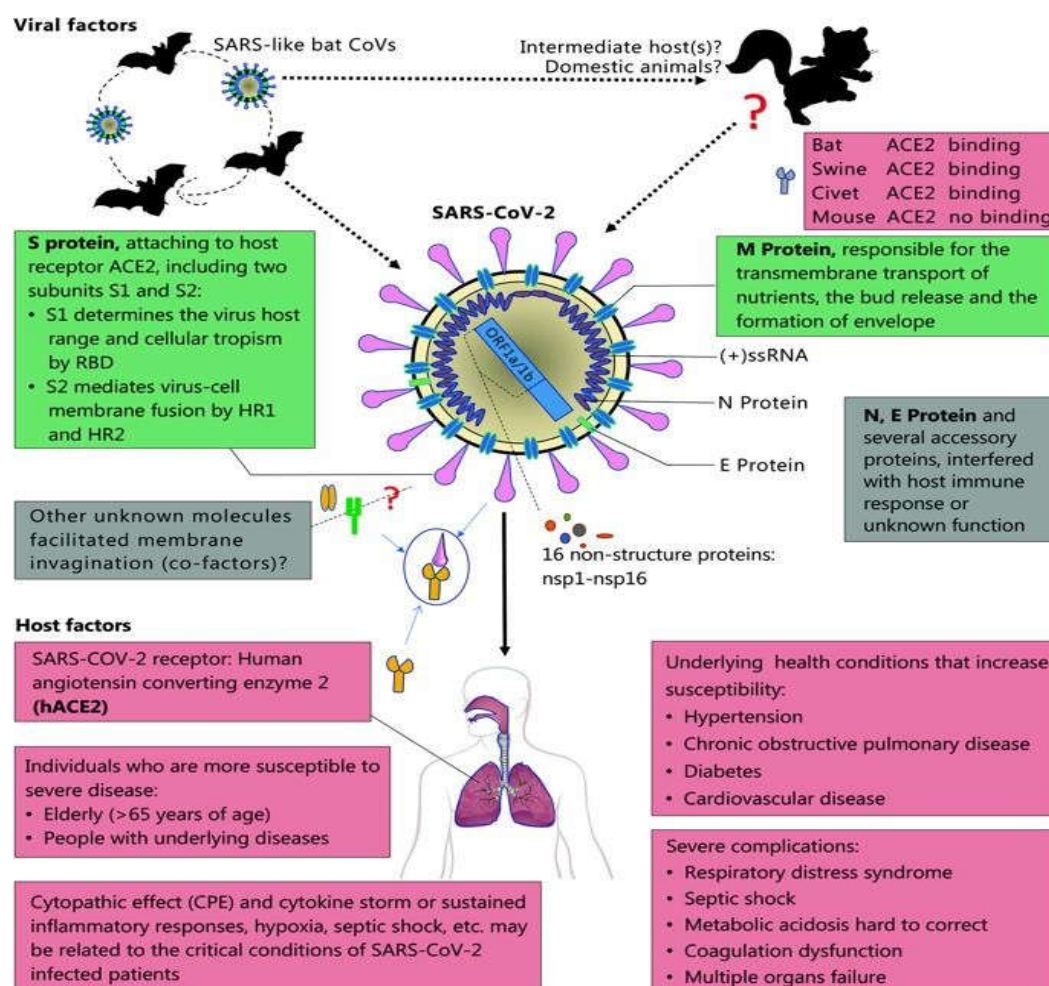 Viral factors
SARS-like bat CoVs
Intermediate host(s)?
Domestic animals?
?
Bat ACE2 binding
Swine ACE2 binding
Civet ACE2 binding
Mouse ACE2 no binding
SARS-CoV-2
S protein, attaching to host
receptor ACE2, including two
subunits S1 and S2:
• S1 determines the virus host
range and cellular tropism
by RBD
• S2 mediates virus-cell
membrane fusion by HR1
and HR2
M Protein, responsible for the
transmembrane transport of
nutrients, the bud release and the
formation of envelope
ORF1a/1b
(+)ssRNA
N Protein
E Protein
N, E Protein and
several accessory
proteins, interfered
with host immune
response or
unknown function
?
Other unknown molecules
facilitated membrane
invagination (co-factors)?
16 non-structure proteins:
nsp1-nsp16
Host factors
SARS-COV-2 receptor: Human
angiotensin converting enzyme 2
(hACE2)
Individuals who are more susceptible to
severe disease:
• Elderly (>65 years of age)
• People with underlying diseases
Cytopathic effect (CPE) and cytokine storm or sustained
inflammatory responses, hypoxia, septic shock, etc. may
be related to the critical conditions of SARS-CoV-2
infected patients
Underlying health conditions that increase
susceptibility:
• Hypertension
• Chronic obstructive pulmonary disease
• Diabetes
• Cardiovascular disease
Severe complications:
• Respiratory distress syndrome
• Septic shock
• Metabolic acidosis hard to correct
• Coagulation dysfunction
• Multiple organs failure